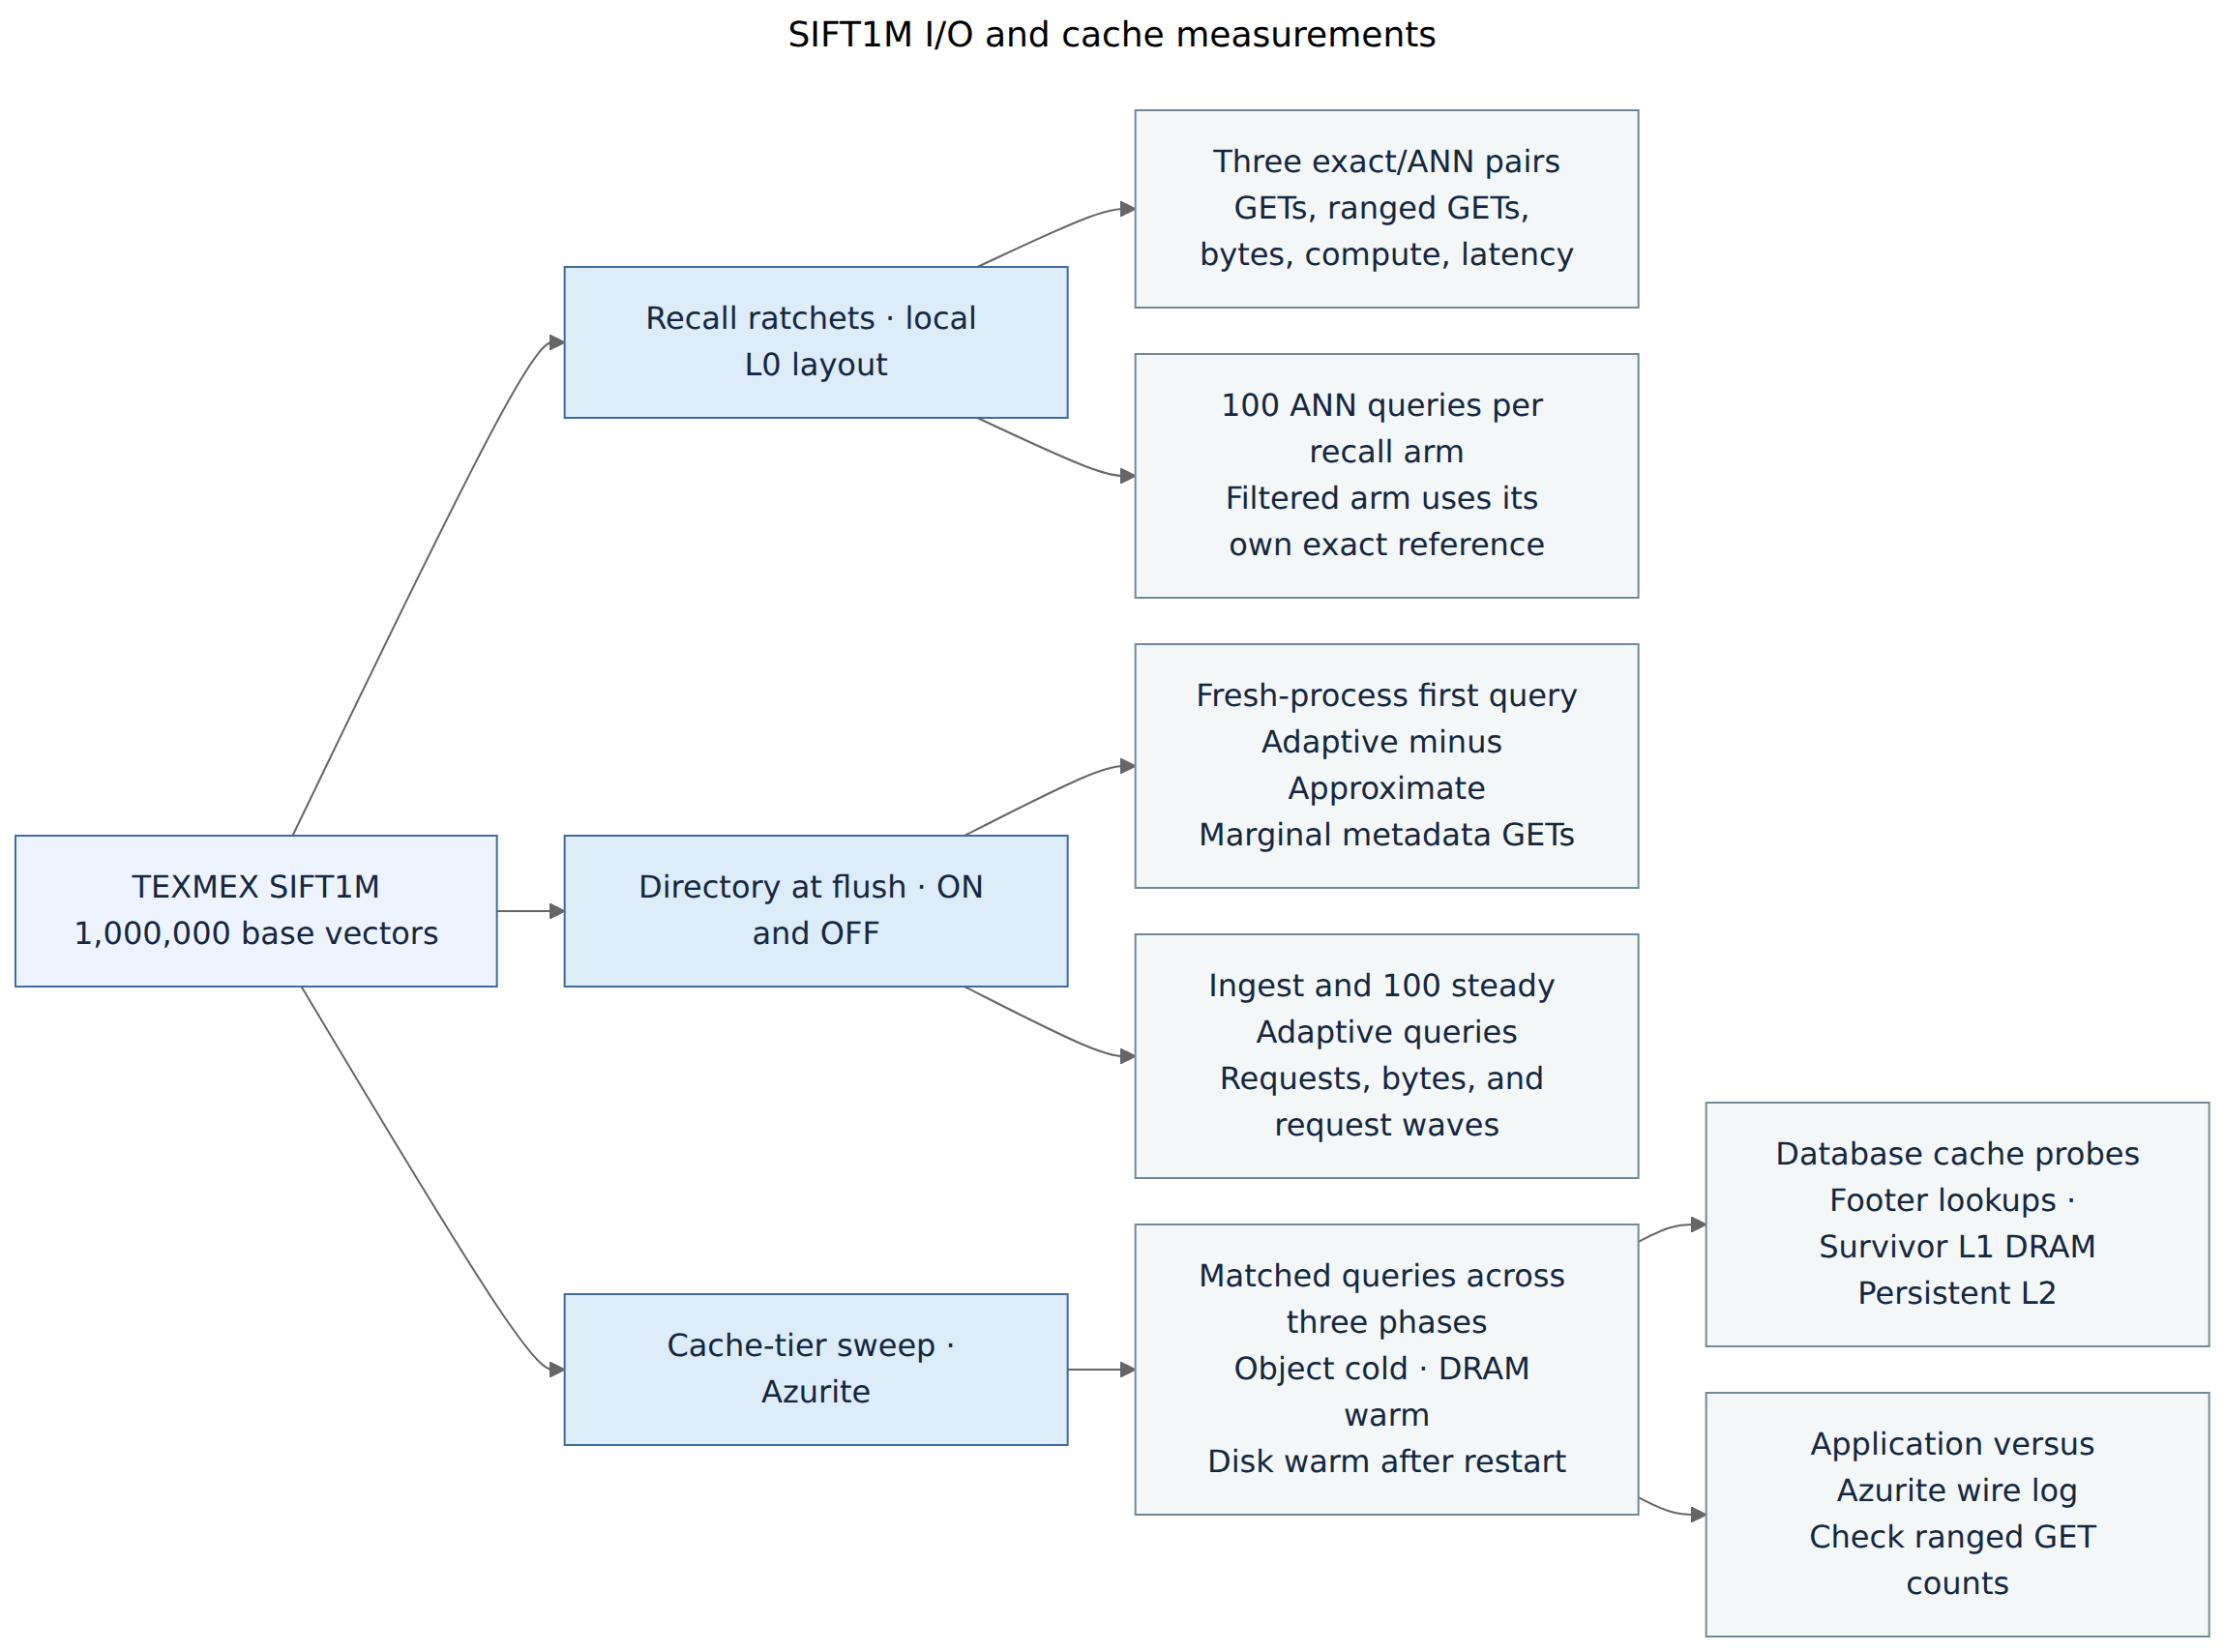 SIFT1M I/O and cache measurements
TEXMEX SIFT1M
1,000,000 base vectors
Recall ratchets · local
L0 layout
Directory at flush · ON
and OFF
Cache-tier sweep ·
Azurite
Three exact/ANN pairs
GETs, ranged GETs,
bytes, compute, latency
100 ANN queries per
recall arm
Filtered arm uses its
own exact reference
Fresh-process first query
Adaptive minus
Approximate
Marginal metadata GETs
Ingest and 100 steady
Adaptive queries
Requests, bytes, and
request waves
Matched queries across
three phases
Object cold · DRAM
warm
Disk warm after restart
Database cache probes
Footer lookups ·
Survivor L1 DRAM
Persistent L2
Application versus
Azurite wire log
Check ranged GET
counts